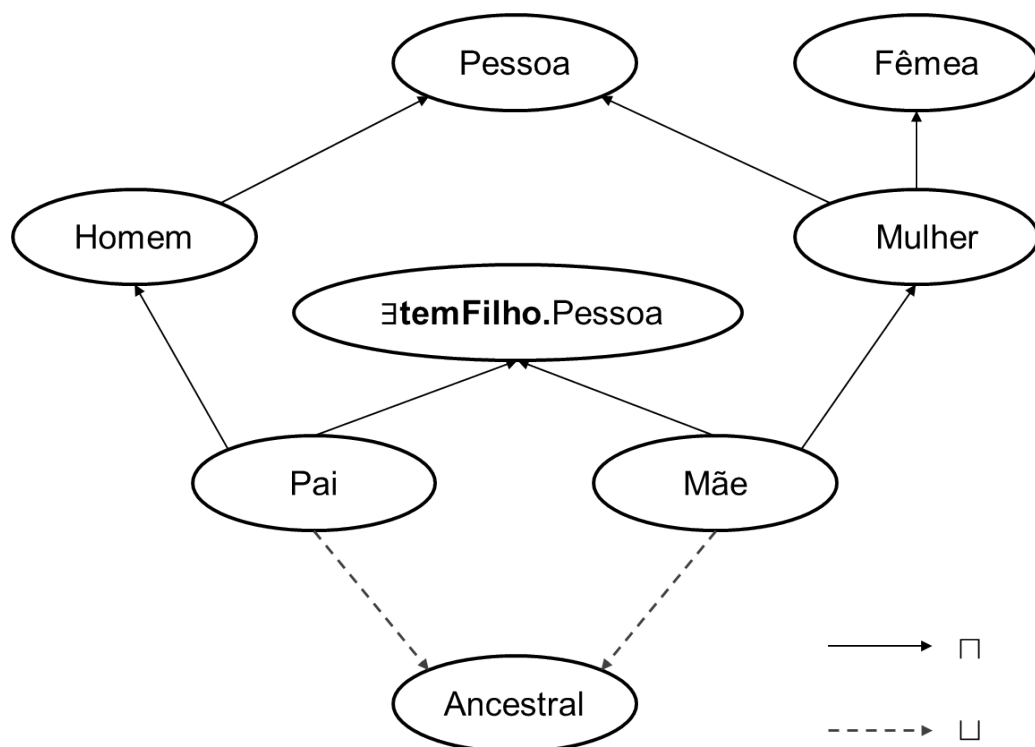 Pessoa
Fêmea
Homem
Mulher
∃temFilho.Pessoa
Pai
Mãe
Ancestral
⊓
⊔